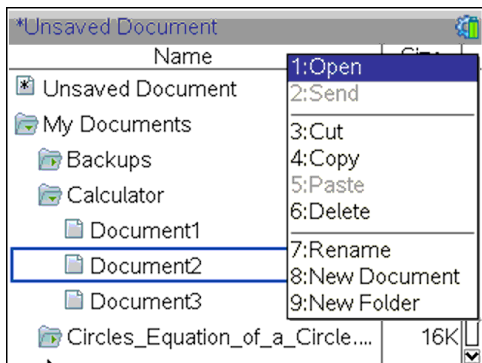 *Unsaved Document
Name
1:Open
2:Send
Unsaved Document
My Documents
3:Cut
Backups
4:Copy
Calculator
5:Paste
6:Delete
Document1
7:Rename
Document2
8:New Document
Document3
9:New Folder
Circles_Equation_of_a_Circle....
16K